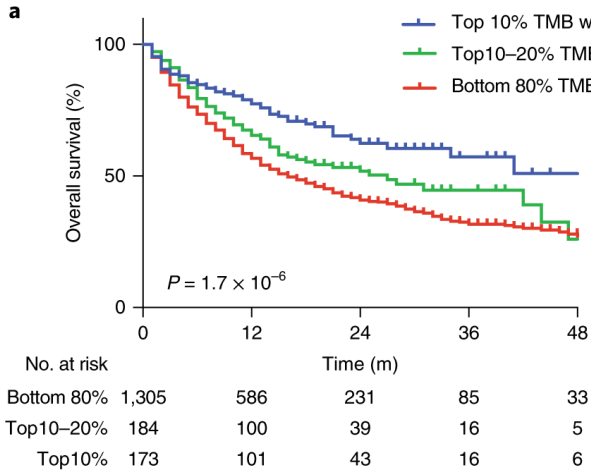 a
Top 10% TMB w
Top10–20% TMB
Bottom 80% TMB
Overall survival (%)
100
50
0
P = 1.7 × 10−6
0 12 24 36 48
No. at risk Time (m)
Bottom 80% 1,305 586 231 85 33
Top10–20% 184 100 39 16 5
Top10% 173 101 43 16 6